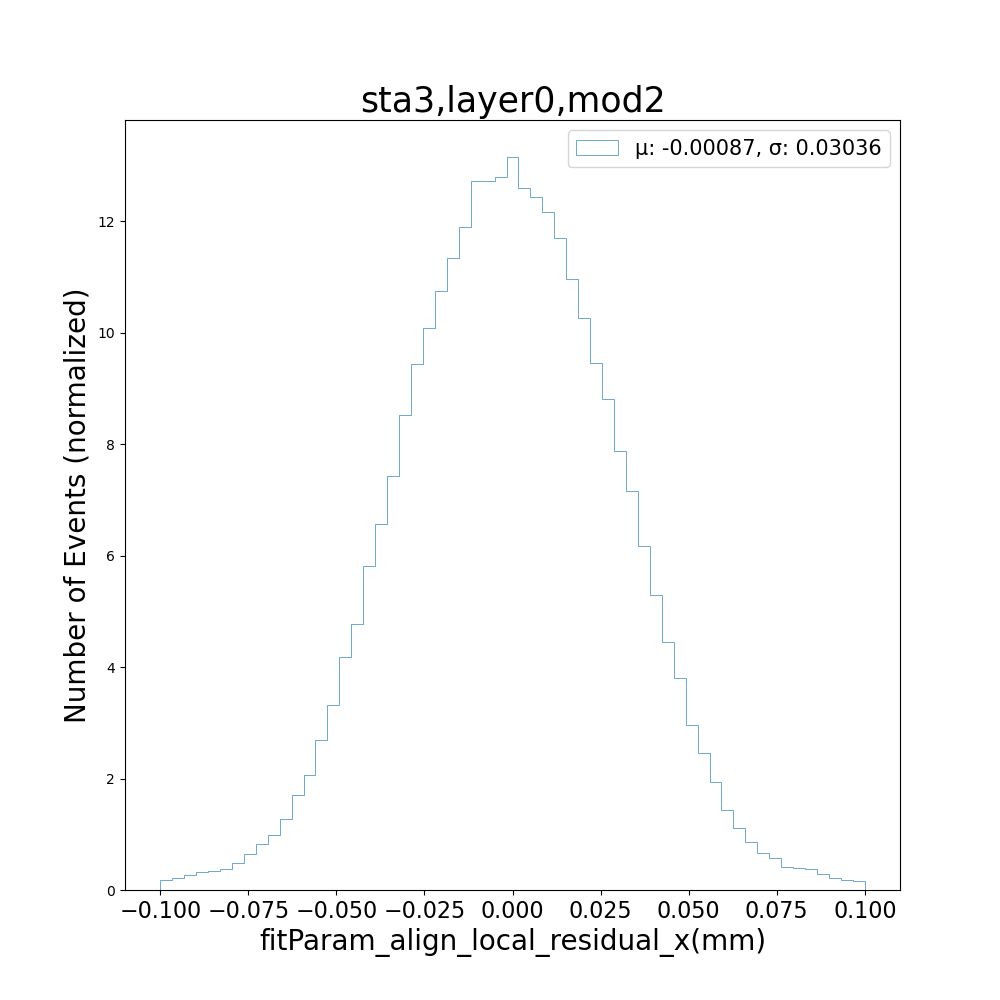 sta3,layer0,mod2
μ: -0.00087, σ: 0.03036
Number of Events (normalized)
12
10
8
6
4
2
0
−0.100 −0.075 −0.050 −0.025 0.000 0.025 0.050 0.075 0.100
fitParam_align_local_residual_x(mm)